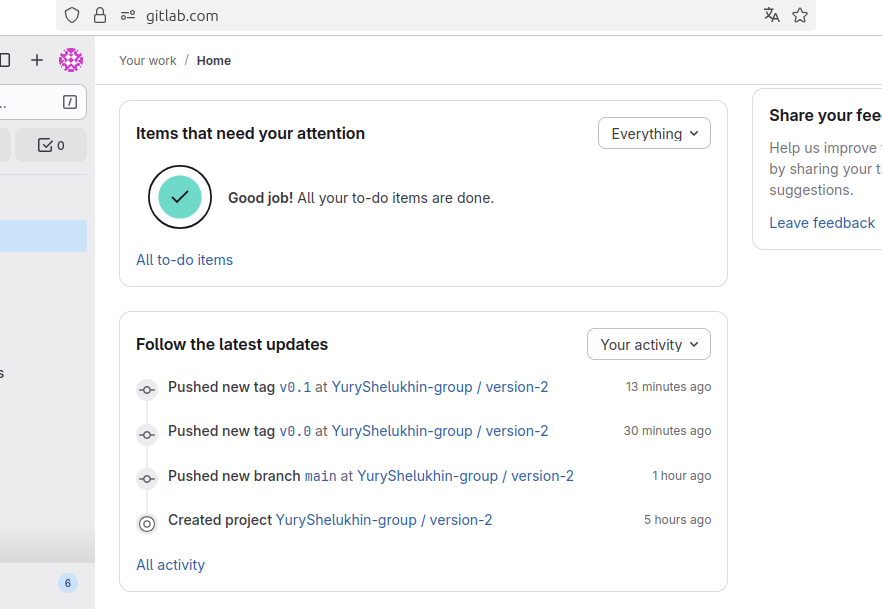 gitlab.com
Your work / Home
..
/
0
Items that need your attention
Everything
Good job! All your to-do items are done.
All to-do items
Share your fee
Help us improve
by sharing your t
suggestions.
Leave feedback
Follow the latest updates
Your activity
Pushed new tag v0.1 at YuryShelukhin-group / version-2 13 minutes ago
Pushed new tag v0.0 at YuryShelukhin-group / version-2 30 minutes ago
Pushed new branch main at YuryShelukhin-group / version-2 1 hour ago
Created project YuryShelukhin-group / version-2 5 hours ago
All activity
s
6